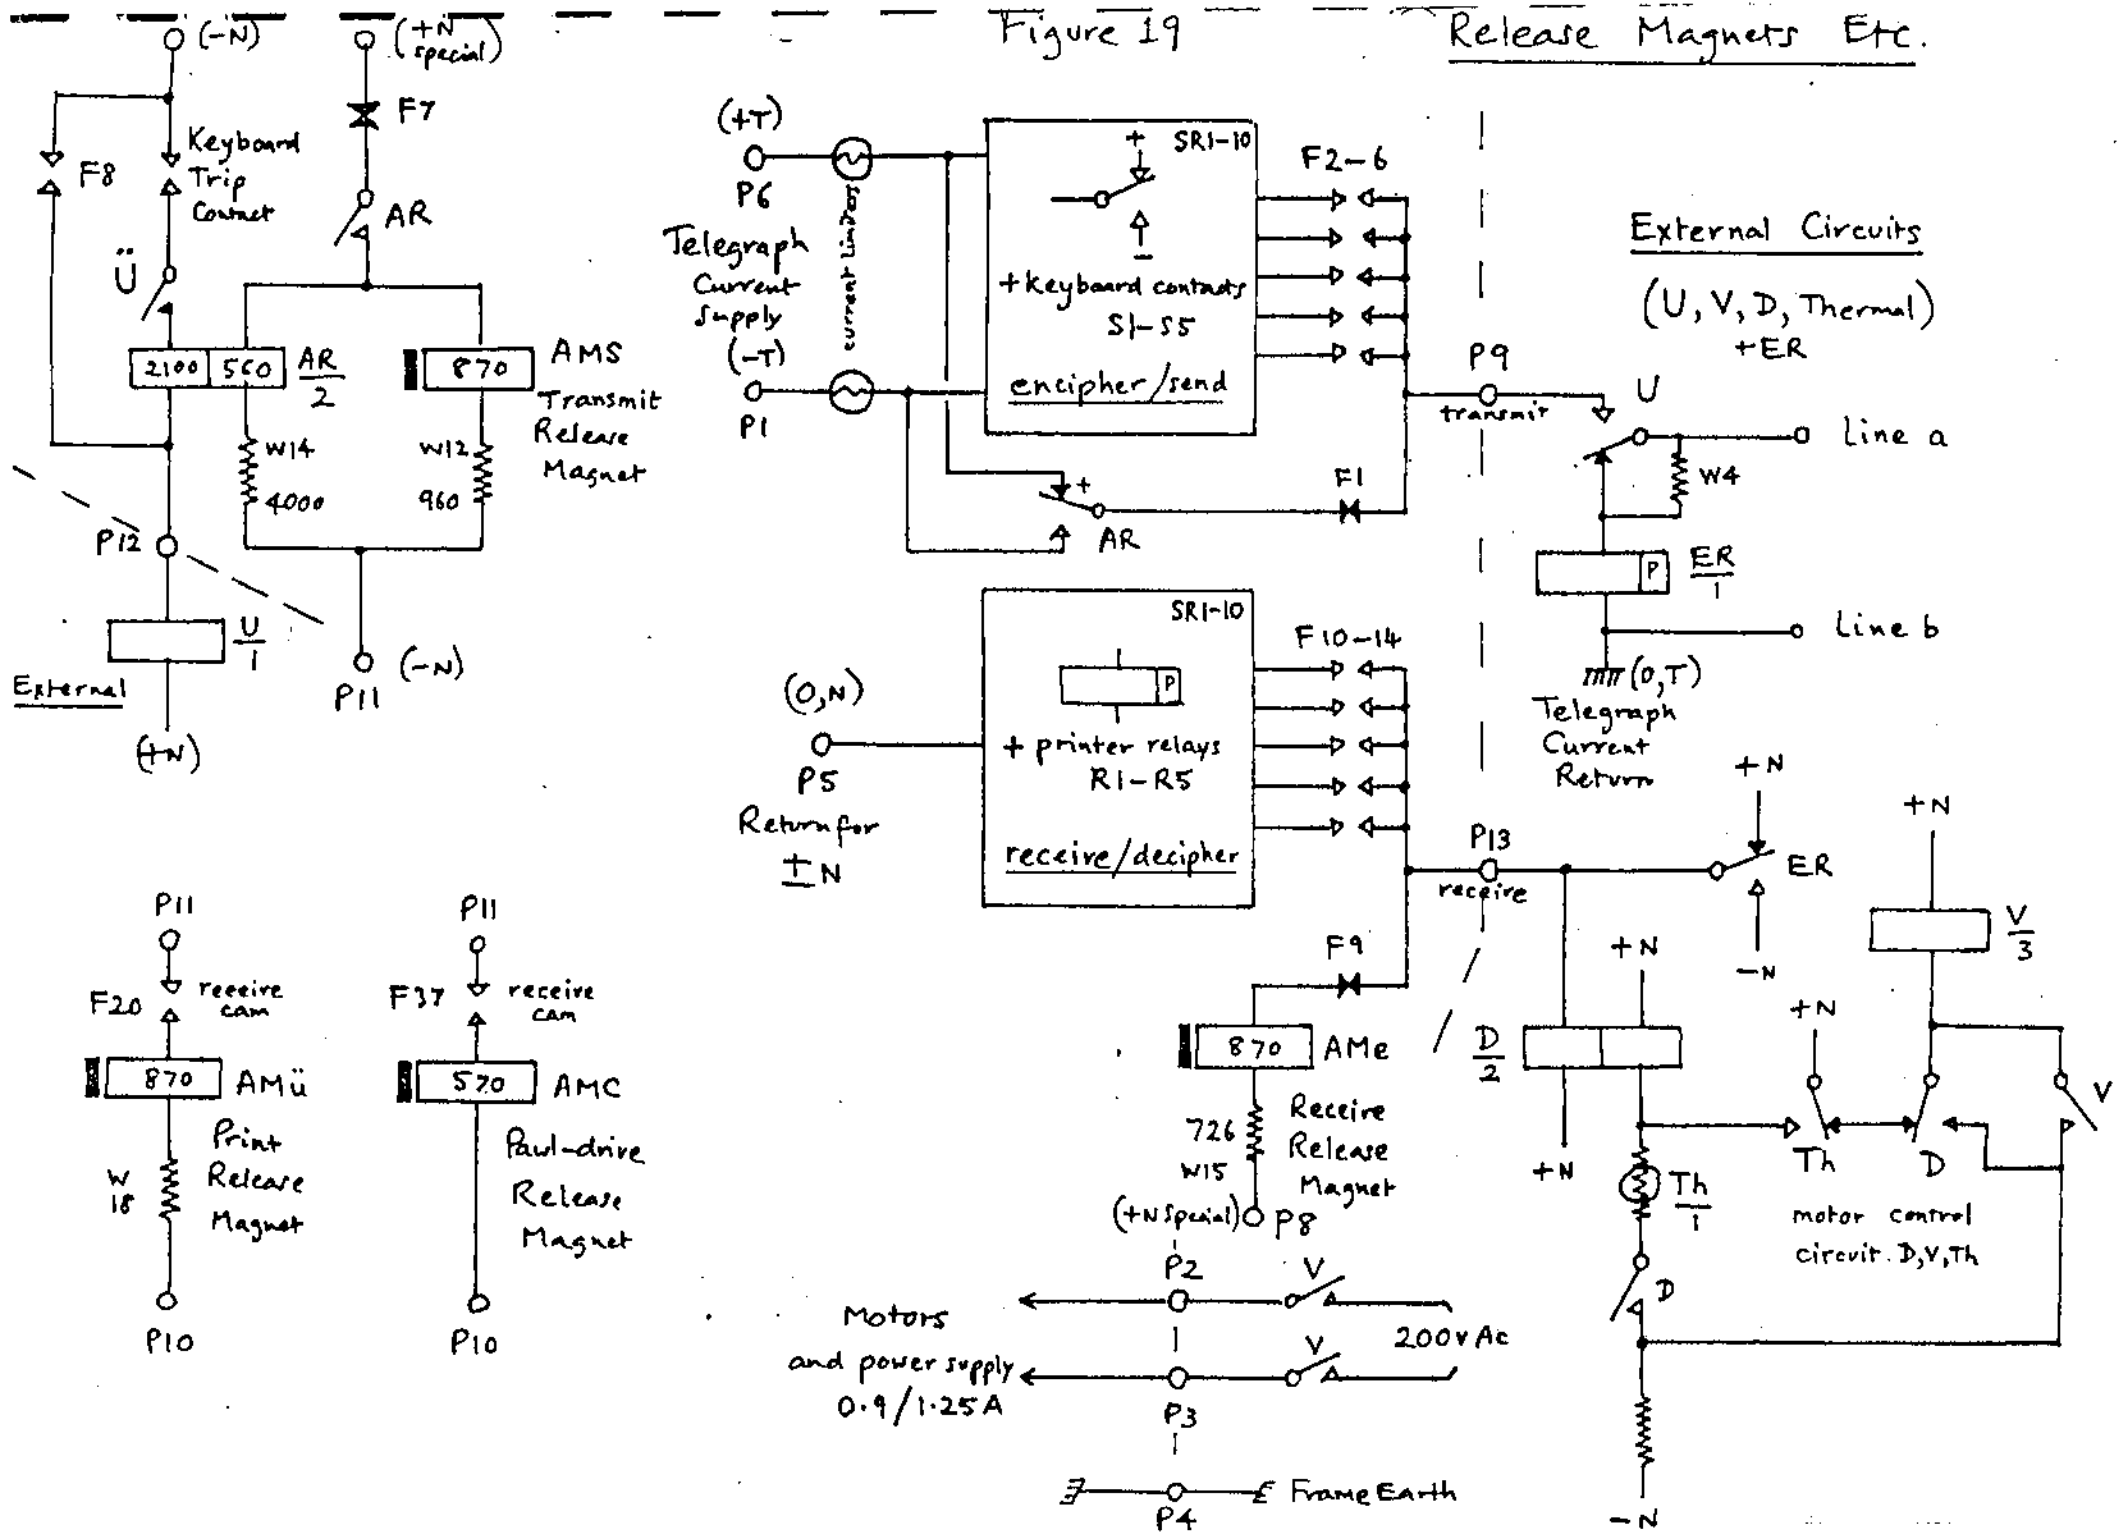 Figure 19
Release Magnets Etc.
(-N)
(+N
special)
F7
F8
Keyboard
Trip
Contact
Ü
AR
2100
560
AR
2
870
AMS
Transmit
Release
Magnet
W14
4000
W12
960
P12
U
1
External
(+N)
P11
(-N)
(+T)
P6
Telegraph
Current
Supply
(-T)
P1
current limiters
SR1-10
+
-
+ keyboard contacts
S1-S5
encipher/send
F2-6
+
AR
F1
P9
transmit
External Circuits
(U, V, D, Thermal)
+ER
U
Line a
W4
P
ER
1
Line b
(0,T)
Telegraph
Current
Return
(0,N)
P5
Return for
±N
SR1-10
P
+ printer relays
R1-R5
receive/decipher
F10-14
P13
receive
+N
ER
-N
+N
V
3
F9
870
AMe
726
W15
Receive
Release
Magnet
(+N special)
P8
D
2
+N
+N
+N
Th
D
V
Th
1
D
motor control
circuit. D,V,Th
-N
P11
F20
receive
cam
870
AMü
Print
Release
Magnet
W
18
P10
P11
F37
receive
cam
570
AMC
Pawl-drive
Release
Magnet
P10
Motors
and power supply
0.9/1.25A
P2
V
200v Ac
V
P3
P4
Frame Earth